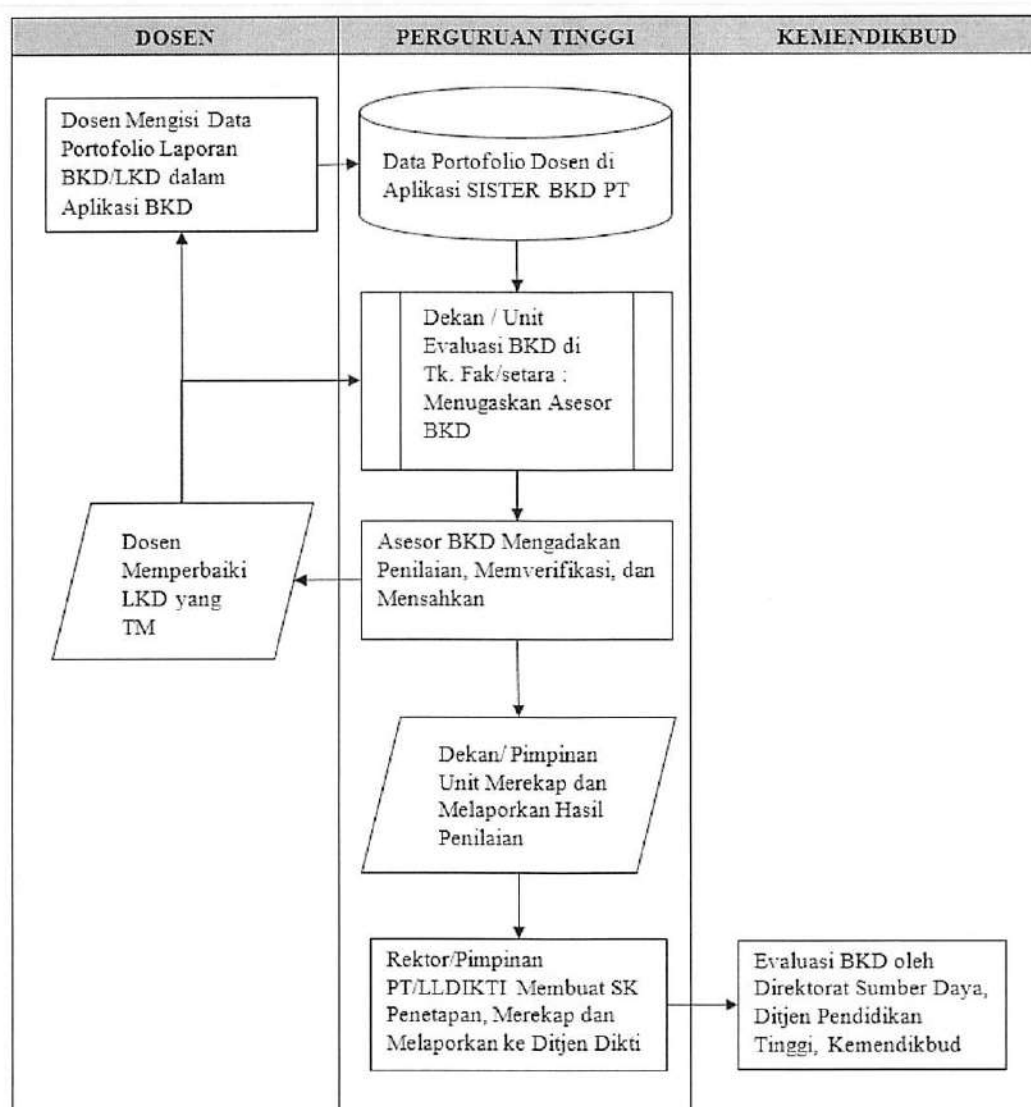 DOSEN
PERGURUAN TINGGI
KEMENDIKBUD
Dosen Mengisi Data
Portofolio Laporan
BKD/LKD dalam
Aplikasi BKD
Data Portofolio Dosen di
Aplikasi SISTER BKD PT
Dekan / Unit
Evaluasi BKD di
Tk. Fak/setara :
Menugaskan Asesor
BKD
Dosen
Memperbaiki
LKD yang
TM
Asesor BKD Mengadakan
Penilaian, Memverifikasi, dan
Mensahkan
Dekan/ Pimpinan
Unit Merekap dan
Melaporkan Hasil
Penilaian
Rektor/Pimpinan
PT/LLDIKTI Membuat SK
Penetapan, Merekap dan
Melaporkan ke Ditjen Dikti
Evaluasi BKD oleh
Direktorat Sumber Daya,
Ditjen Pendidikan
Tinggi, Kemendikbud